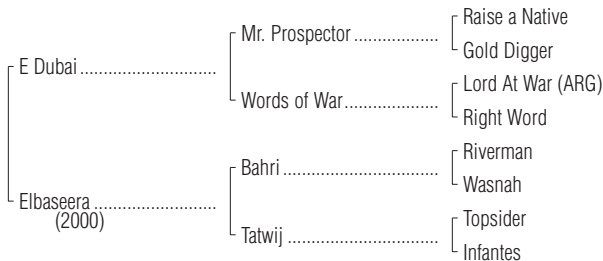 Raise a Native
Mr. Prospector..................
Gold Digger
E Dubai.............................
Lord At War (ARG)
Words of War....................
Right Word
Riverman
Bahri .................................
Wasnah
Elbaseera ..........................
(2000)
Topsider
Tatwij ................................
Infantes